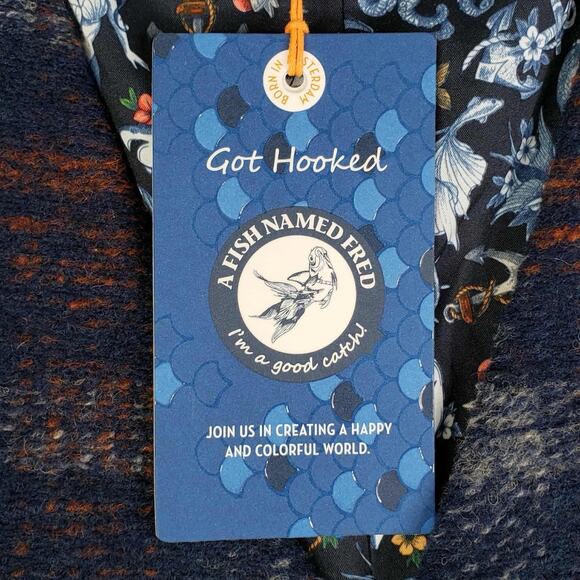 BORN IN AMSTERDAM
Got Hooked
A FISH NAMED FRED
I'm a good catch!
JOIN US IN CREATING A HAPPY
AND COLORFUL WORLD.